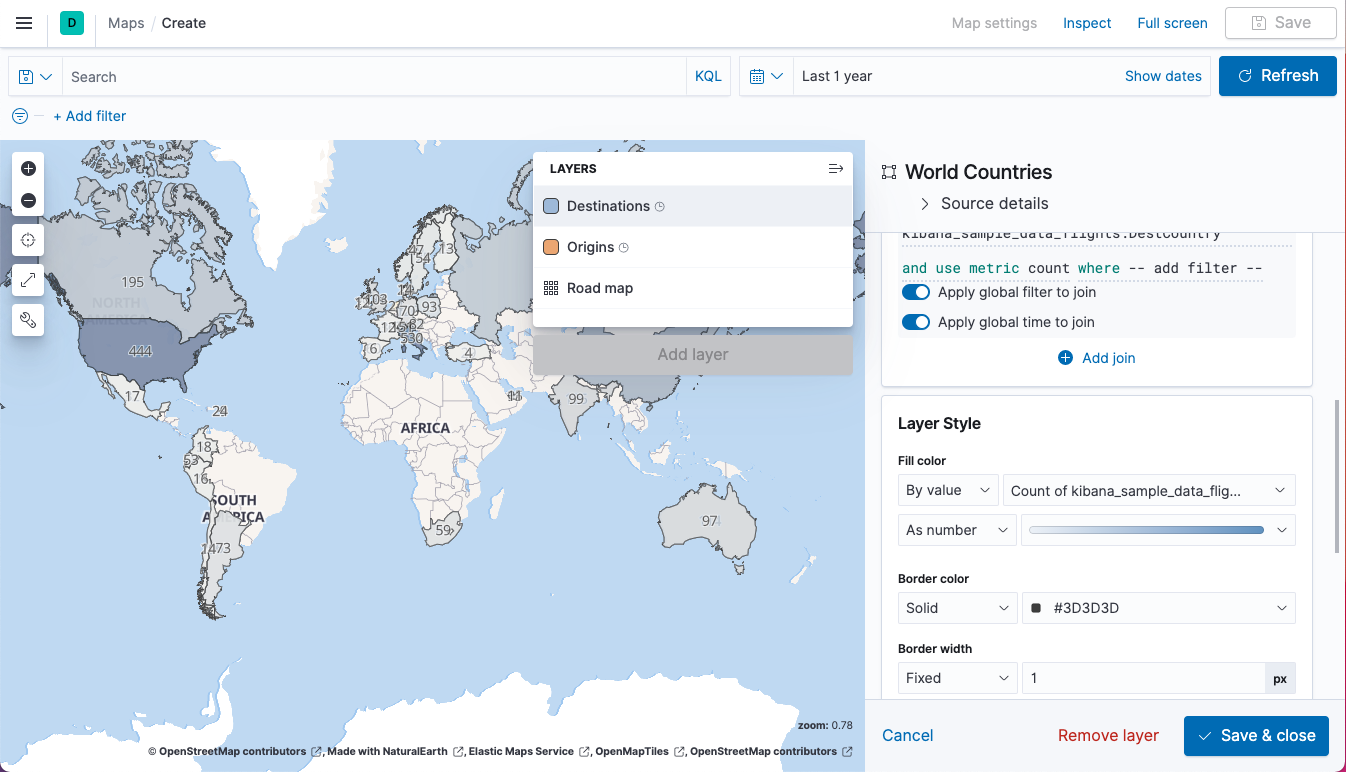 D
Maps / Create
Map settings
Inspect
Full screen
Save
Search
KQL
Last 1 year
Show dates
Refresh
+ Add filter
LAYERS
Destinations
Origins
Road map
Add layer
195
NORTH
AMERICA
444
17
24
18
53
16
SOUTH
AMERICA
1473
AFRICA
59
47
54
13
103
70
93
62
530
6
4
11
99
97
zoom: 0.78
© OpenStreetMap contributors , Made with NaturalEarth , Elastic Maps Service , OpenMapTiles , OpenStreetMap contributors
World Countries
Source details
kibana_sample_data_flights.DestCountry
and use metric count where -- add filter --
Apply global filter to join
Apply global time to join
Add join
Layer Style
Fill color
By value
Count of kibana_sample_data_flig...
As number
Border color
Solid
#3D3D3D
Border width
Fixed
1
px
Cancel
Remove layer
Save & close